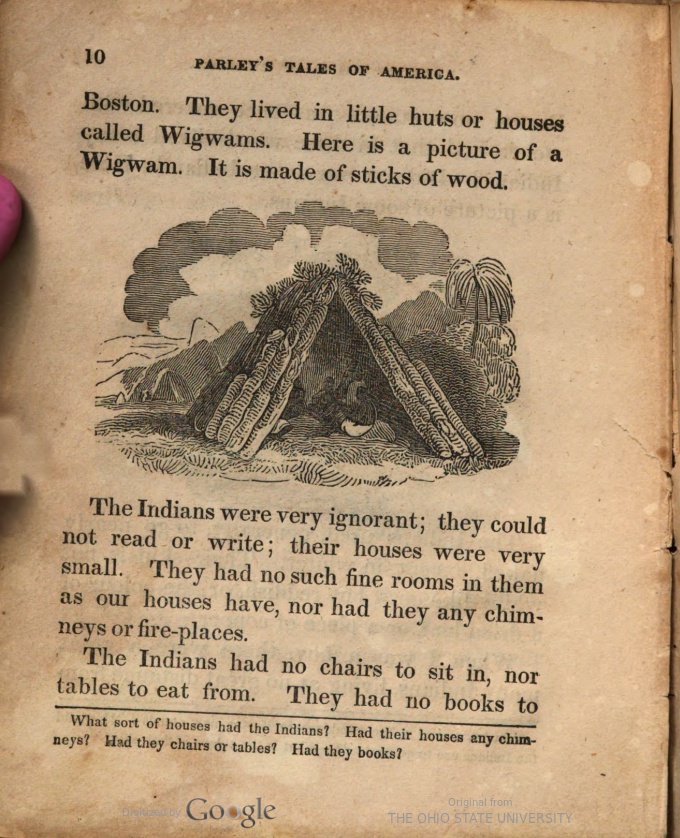 10
PARLEY'S TALES OF AMERICA.
Boston. They lived in little huts or houses
called Wigwams. Here is a picture of a
Wigwam. It is made of sticks of wood.
The Indians were very ignorant; they could
not read or write; their houses were very
small. They had no such fine rooms in them
as our houses have, nor had they any chim-
neys or fire-places.
The Indians had no chairs to sit in, nor
tables to eat from. They had no books to
What sort of houses had the Indians? Had their houses any chim-
neys? Had they chairs or tables? Had they books?
Digitized by Google
Original from
THE OHIO STATE UNIVERSITY